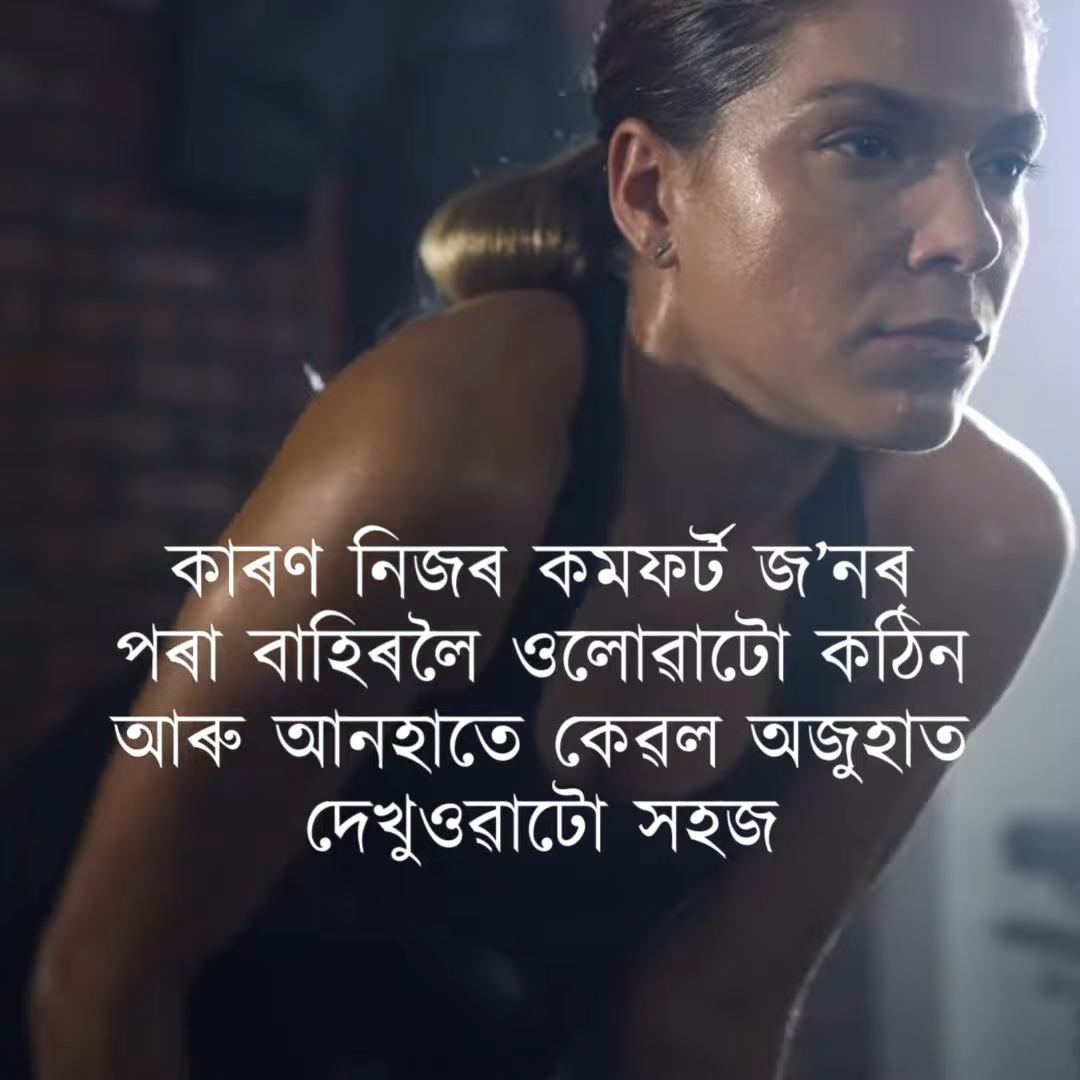 কাৰণ নিজৰ কমফৰ্ট জ’নৰ
পৰা বাহিৰলৈ ওলোৱাটো কঠিন
আৰু আনহাতে কেৱল অজুহাত
দেখুওৱাটো সহজ